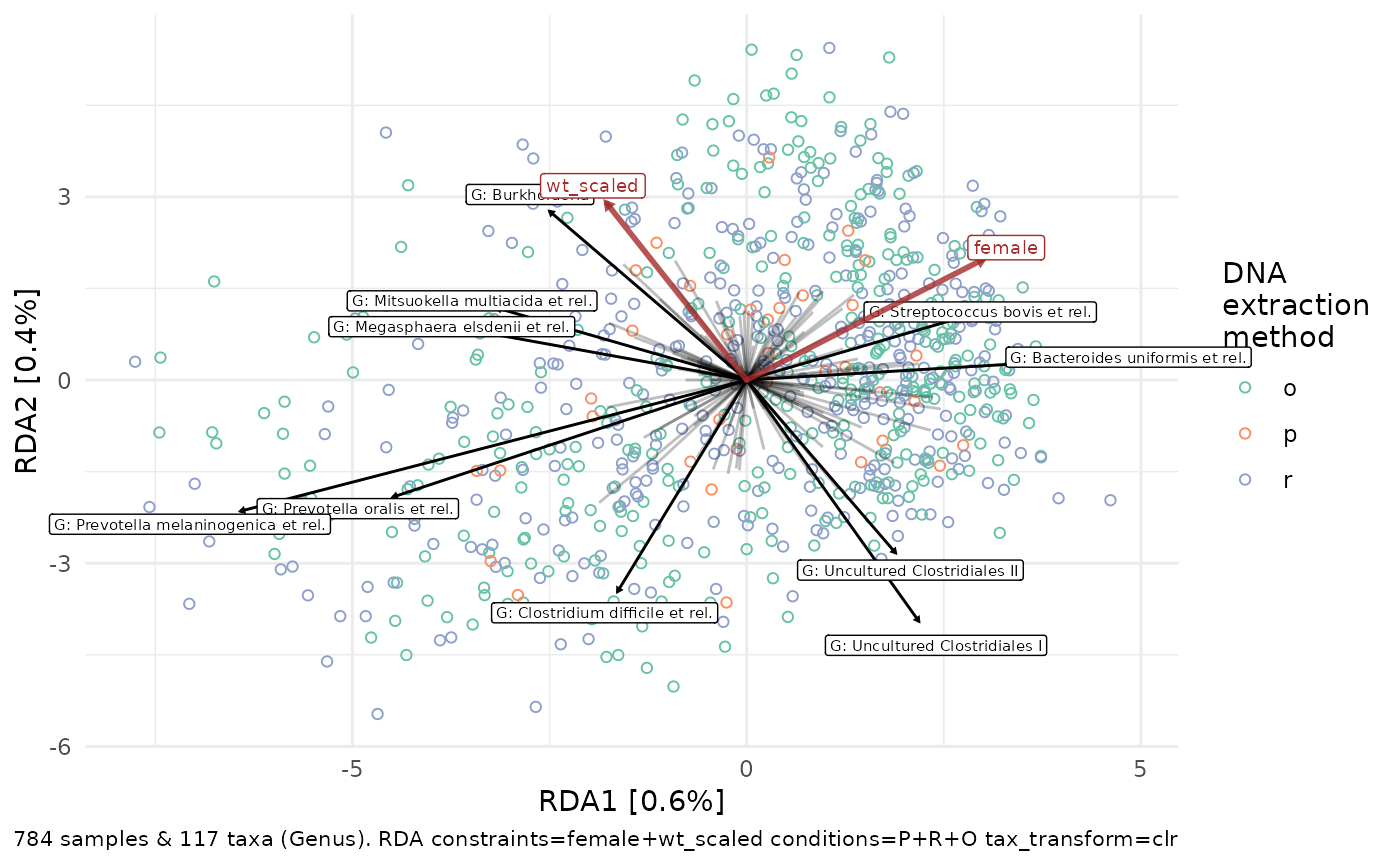 3
0
-3
-6
RDA2 [0.4%]
wt_scaled
female
G: Mitsuokella multiacida et rel.
G: Megasphaera elsdenii et rel.
G: Streptococcus bovis et rel.
G: Bacteroides uniformis et rel.
G: Prevotella oralis et rel.
G: Prevotella melaninogenica et rel.
G: Uncultured Clostridiales II
G: Clostridium difficile et rel.
G: Uncultured Clostridiales I
-5
0
5
RDA1 [0.6%]
DNA
extraction
method
o
p
r
784 samples & 117 taxa (Genus). RDA constraints=female+wt_scaled conditions=P+R+O tax_transform=clr